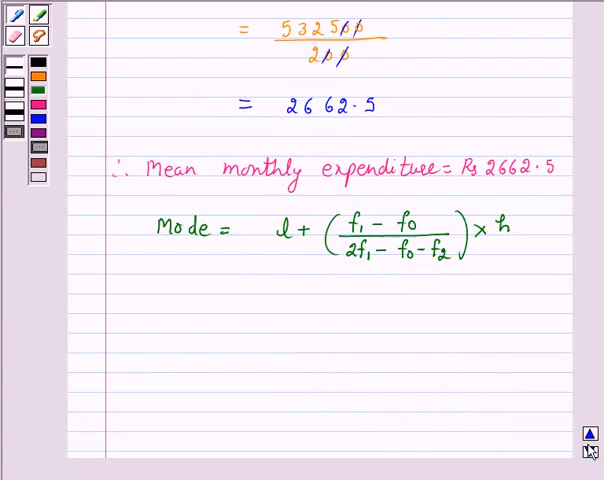 = 532500
200
= 2662.5
∴ Mean monthly expenditure = Rs 2662.5
Mode = l + ( f₁ - f₀ ) × h
2f₁ - f₀ - f₂